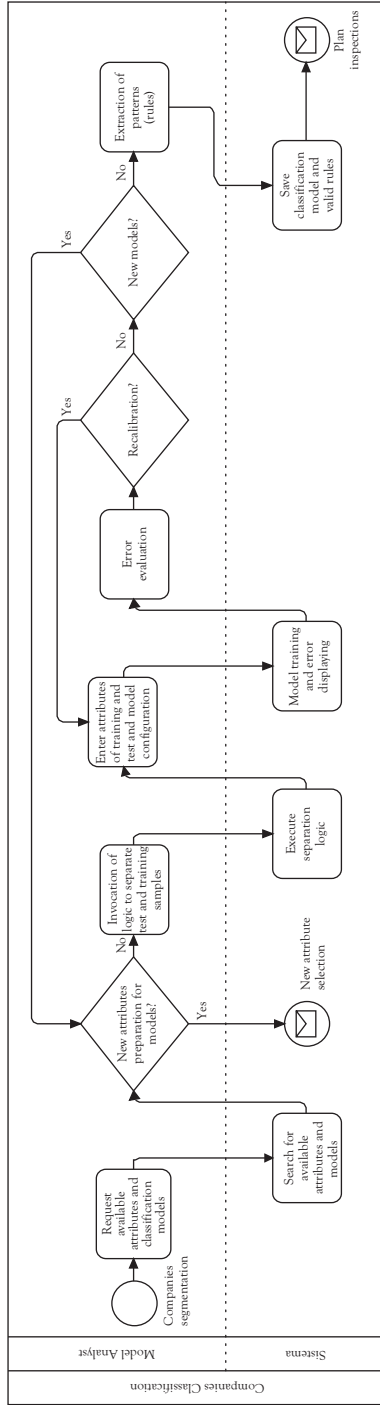 Companies Classification
Model Analyst
Sistema
Companies
segmentation
Request
available
attributes and
classification
models
Search for
available
attributes and
models
New attributes
preparation for
models?
No
Yes
New attribute
selection
Invocation of
logic to separate
test and training
samples
Execute
separation
logic
Enter attributes
of training and
test and model
configuration
Model training
and error
displaying
Error
evaluation
Recalibration?
Yes
No
New models?
Yes
No
Extraction of
patterns
(rules)
Save
classification
model and
valid rules
Plan
inspections